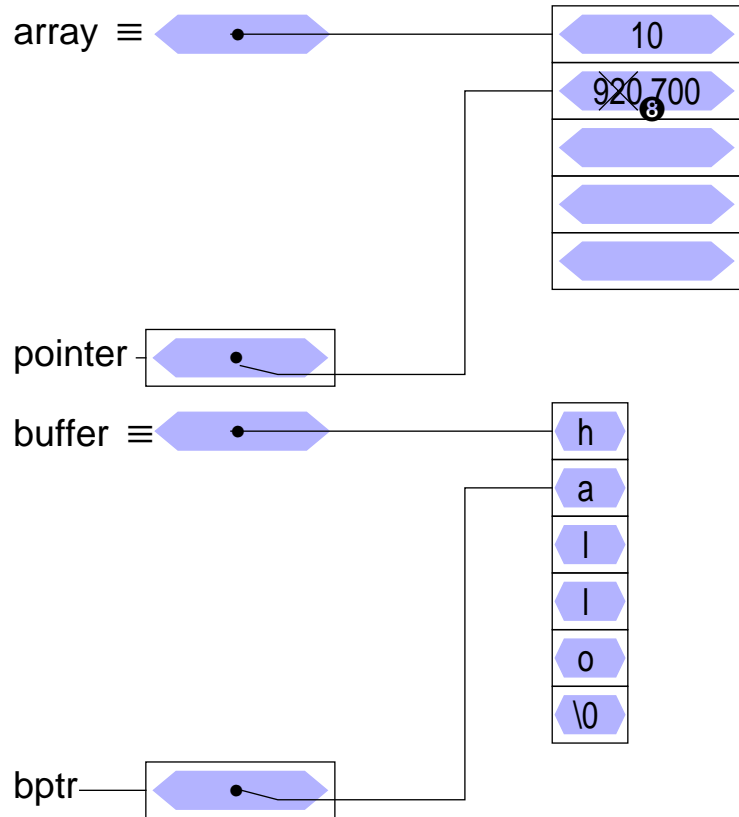 array ≡
10
920 700
8
pointer
buffer ≡
h
a
l
l
o
\0
bptr